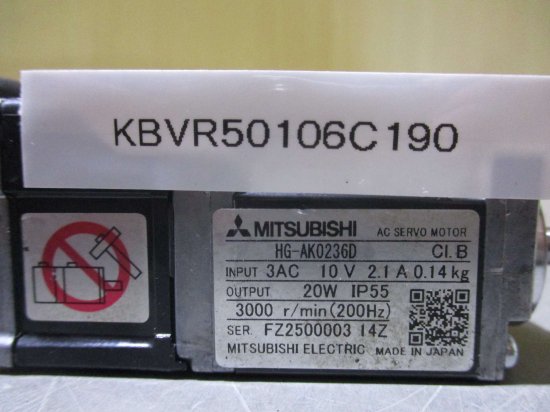 KBVR50106C190
MITSUBISHI AC SERVO MOTOR
HG-AK0236D Cl.B
INPUT 3AC 10V 2.1A 0.14kg
OUTPUT 20W IP55
3000 r/min(200Hz)
SER. FZ2500003 14Z
MITSUBISHI ELECTRIC MADE IN JAPAN